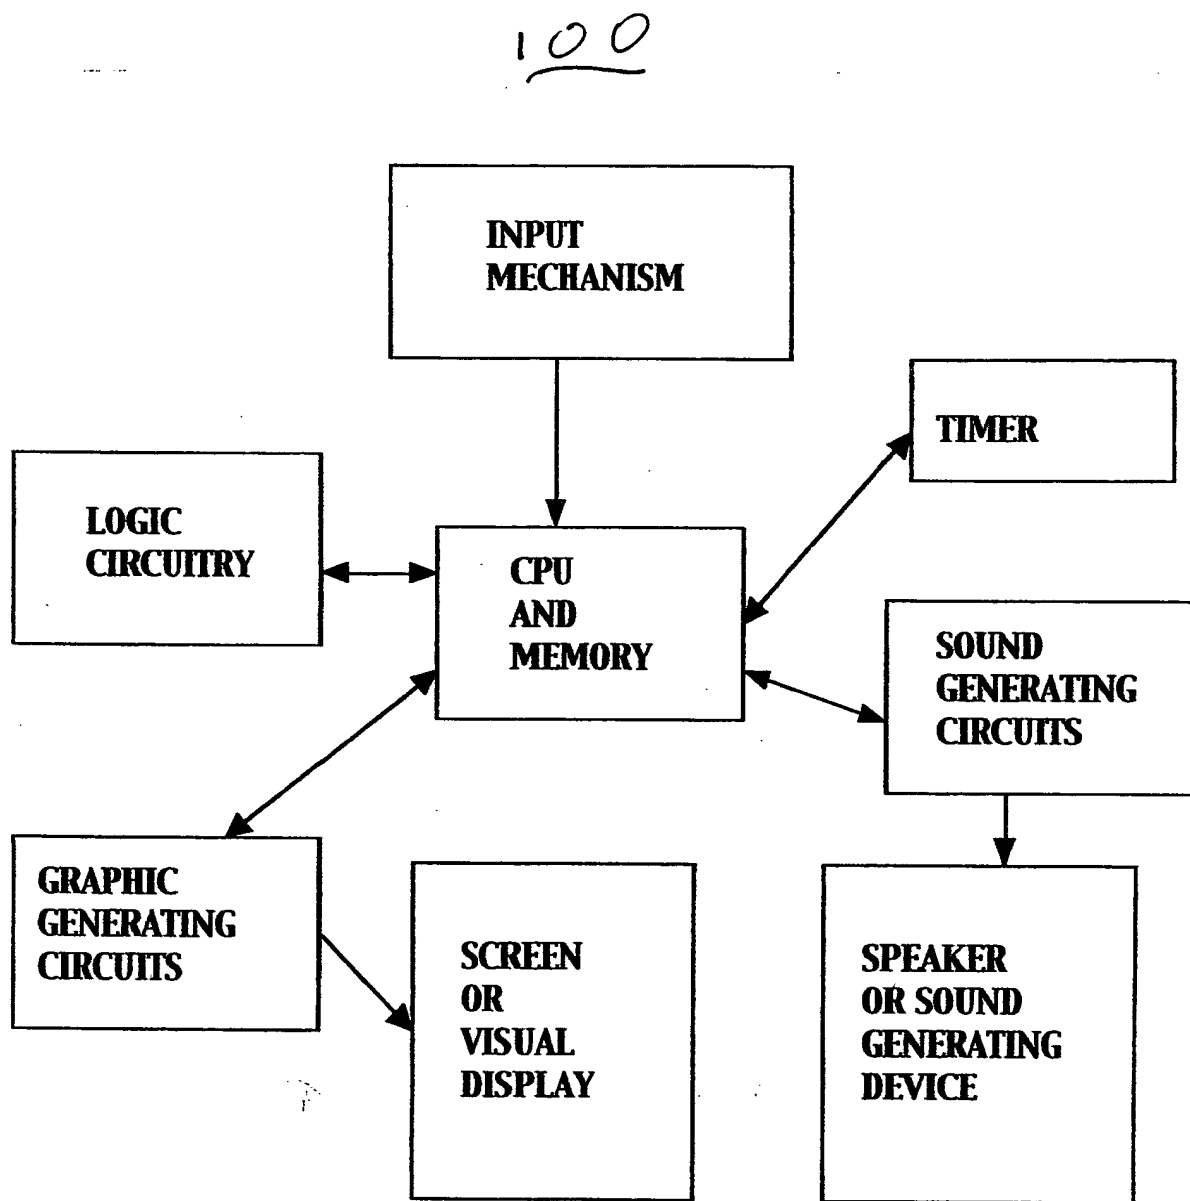 100
INPUT
MECHANISM
TIMER
LOGIC
CIRCUITRY
CPU
AND
MEMORY
SOUND
GENERATING
CIRCUITS
GRAPHIC
GENERATING
CIRCUITS
SCREEN
OR
VISUAL
DISPLAY
SPEAKER
OR SOUND
GENERATING
DEVICE